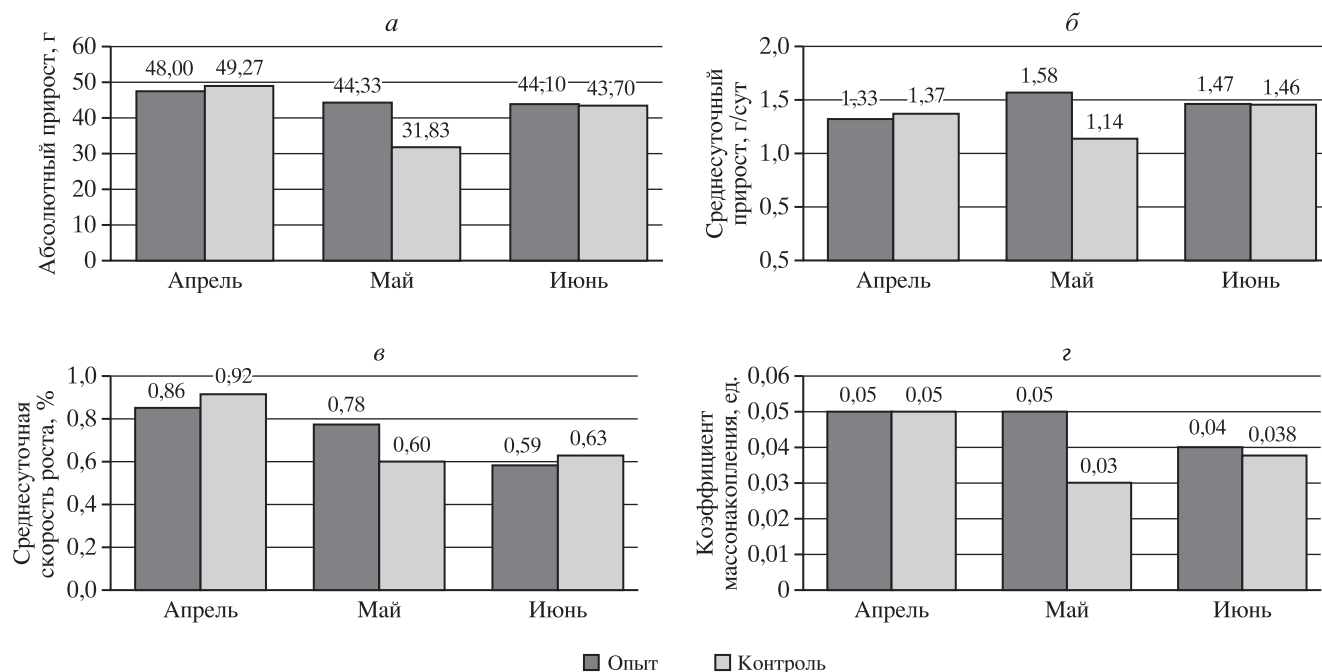 а
Абсолютный прирост, г
60
50
40
30
20
10
0
48,00
49,27
44,33
31,83
44,10
43,70
Апрель
Май
Июнь
б
Среднесуточный
прирост, г/сут
2,0
1,5
1,0
0,5
0,5
1,33
1,37
1,58
1,14
1,47
1,46
Апрель
Май
Июнь
в
Среднесуточная
скорость роста, %
1,0
0,8
0,6
0,4
0,2
0,0
0,86
0,92
0,78
0,60
0,59
0,63
Апрель
Май
Июнь
г
Коэффициент
массонакопления, ед.
0,06
0,05
0,04
0,03
0,02
0,01
0
0,05
0,05
0,05
0,03
0,04
0,038
Апрель
Май
Июнь
Опыт
Контроль